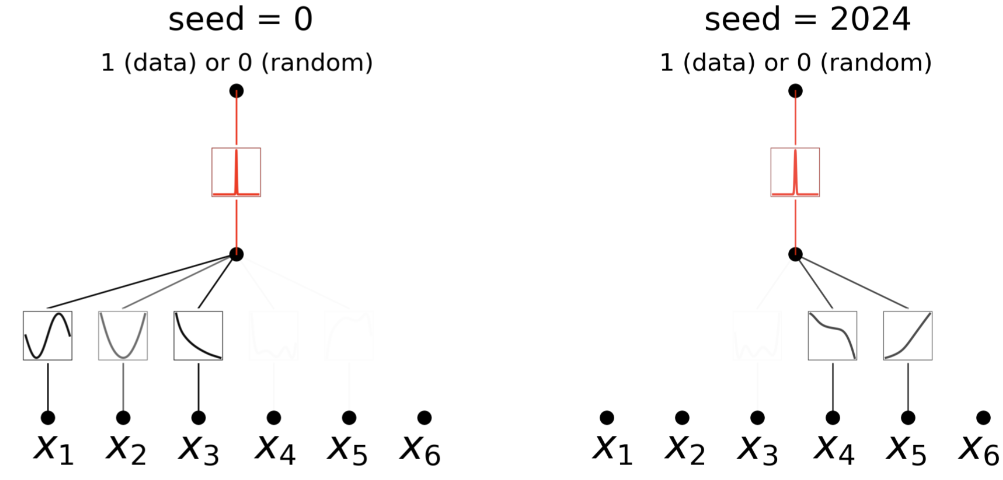 seed = 0
1 (data) or 0 (random)
x1 x2 x3 x4 x5 x6
seed = 2024
1 (data) or 0 (random)
x1 x2 x3 x4 x5 x6